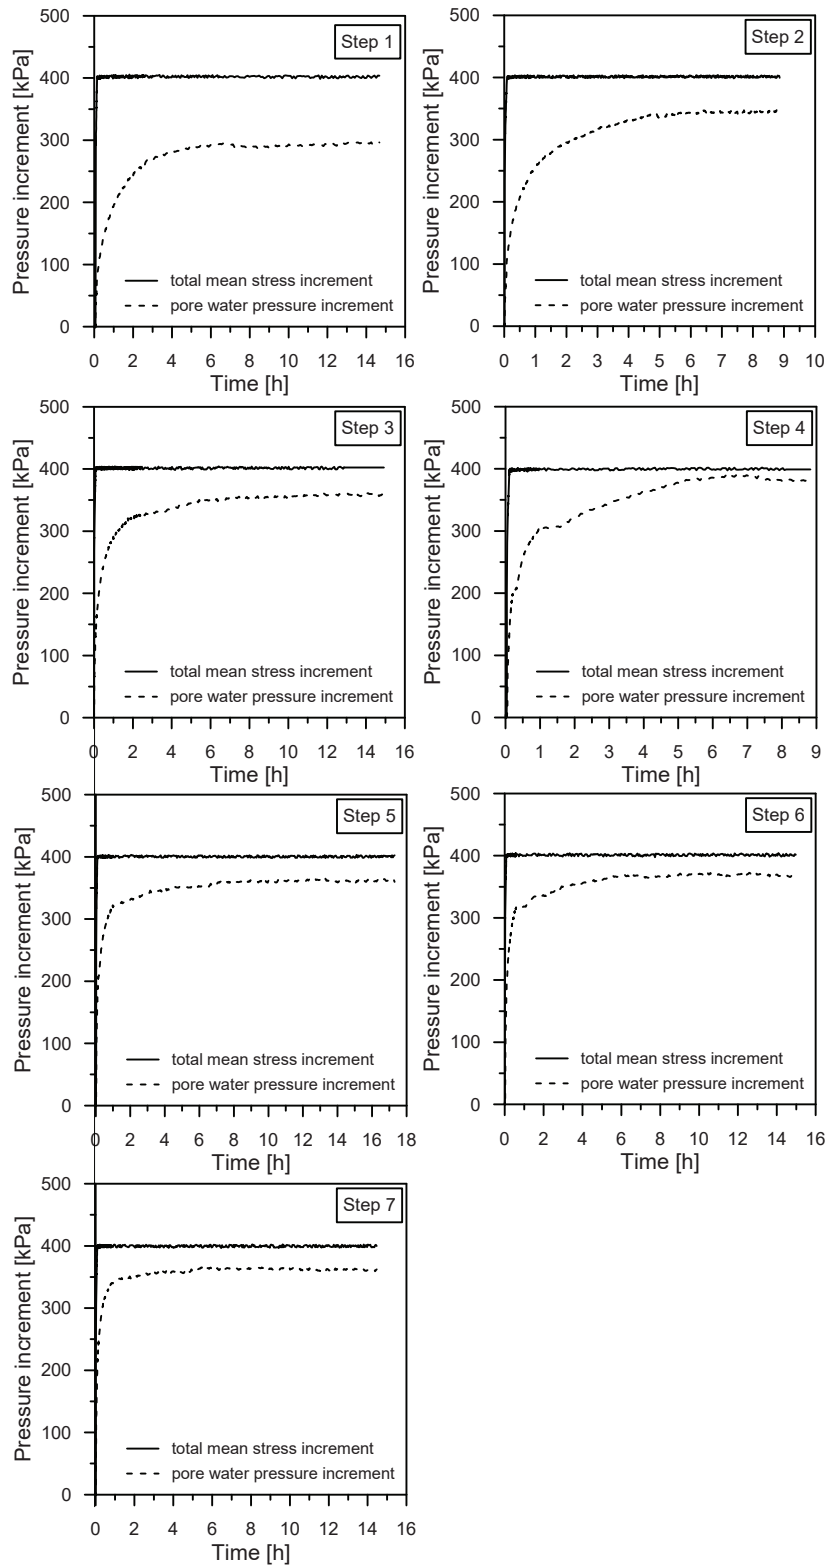 Step 1
Pressure increment [kPa]
500
400
300
200
100
0
total mean stress increment
pore water pressure increment
0 2 4 6 8 10 12 14 16
Time [h]
Step 2
Pressure increment [kPa]
500
400
300
200
100
0
total mean stress increment
pore water pressure increment
0 1 2 3 4 5 6 7 8 9 10
Time [h]
Step 3
Pressure increment [kPa]
500
400
300
200
100
0
total mean stress increment
pore water pressure increment
0 2 4 6 8 10 12 14 16
Time [h]
Step 4
Pressure increment [kPa]
500
400
300
200
100
0
total mean stress increment
pore water pressure increment
0 1 2 3 4 5 6 7 8 9
Time [h]
Step 5
Pressure increment [kPa]
500
400
300
200
100
0
total mean stress increment
pore water pressure increment
0 2 4 6 8 10 12 14 16 18
Time [h]
Step 6
Pressure increment [kPa]
500
400
300
200
100
0
total mean stress increment
pore water pressure increment
0 2 4 6 8 10 12 14 16
Time [h]
Step 7
Pressure increment [kPa]
500
400
300
200
100
0
total mean stress increment
pore water pressure increment
0 2 4 6 8 10 12 14 16
Time [h]